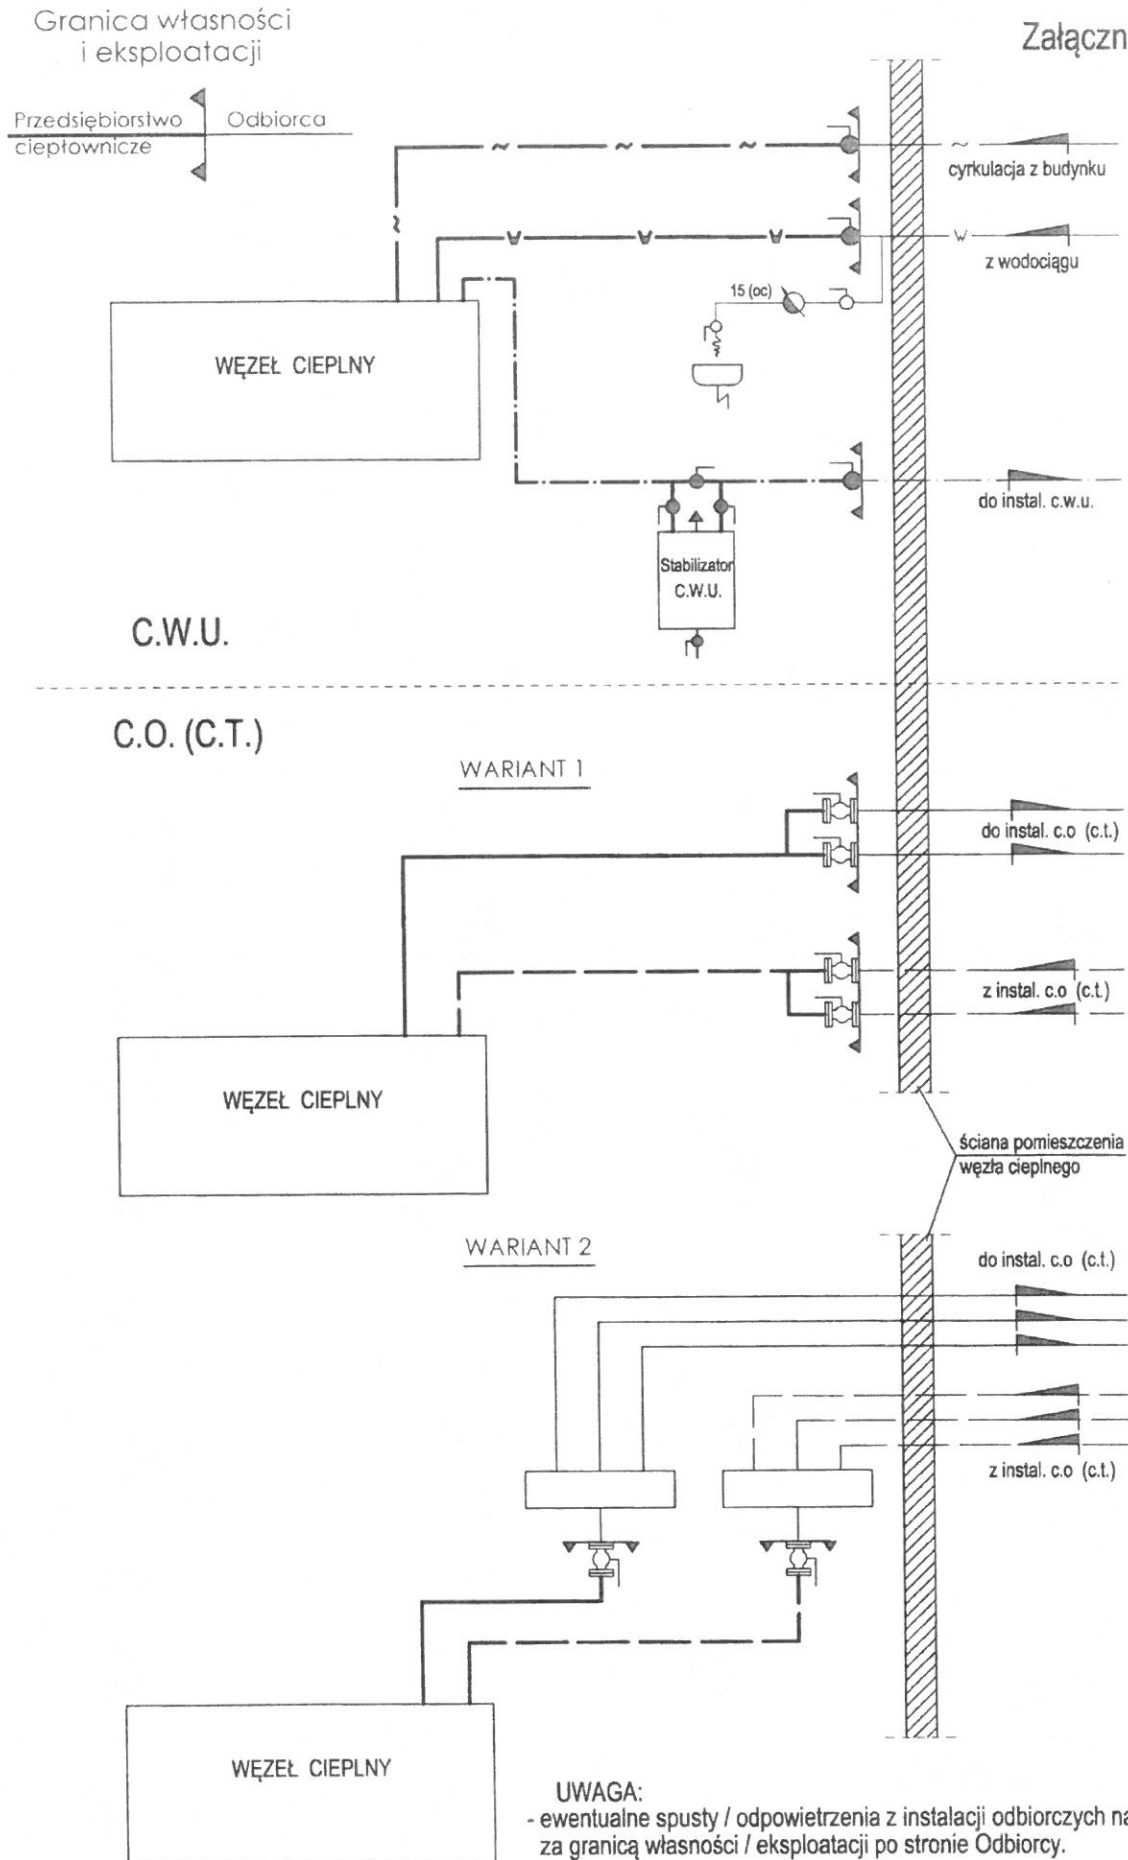 Granica własności
i eksploatacji
Załączn
Przedsiębiorstwo
ciepłownicze
Odbiorca
cyrkulacja z budynku
W W W W
z wodociągu
15 (oc)
WĘZEŁ CIEPLNY
do instal. c.w.u.
Stabilizator
C.W.U.
C.W.U.
C.O. (C.T.)
WARIANT 1
do instal. c.o (c.t.)
z instal. c.o (c.t.)
WĘZEŁ CIEPLNY
ściana pomieszczenia
węzła cieplnego
WARIANT 2
do instal. c.o (c.t.)
z instal. c.o (c.t.)
WĘZEŁ CIEPLNY
UWAGA:
- ewentualne spusty / odpowietrzenia z instalacji odbiorczych na
za granicą własności / eksploatacji po stronie Odbiorcy.